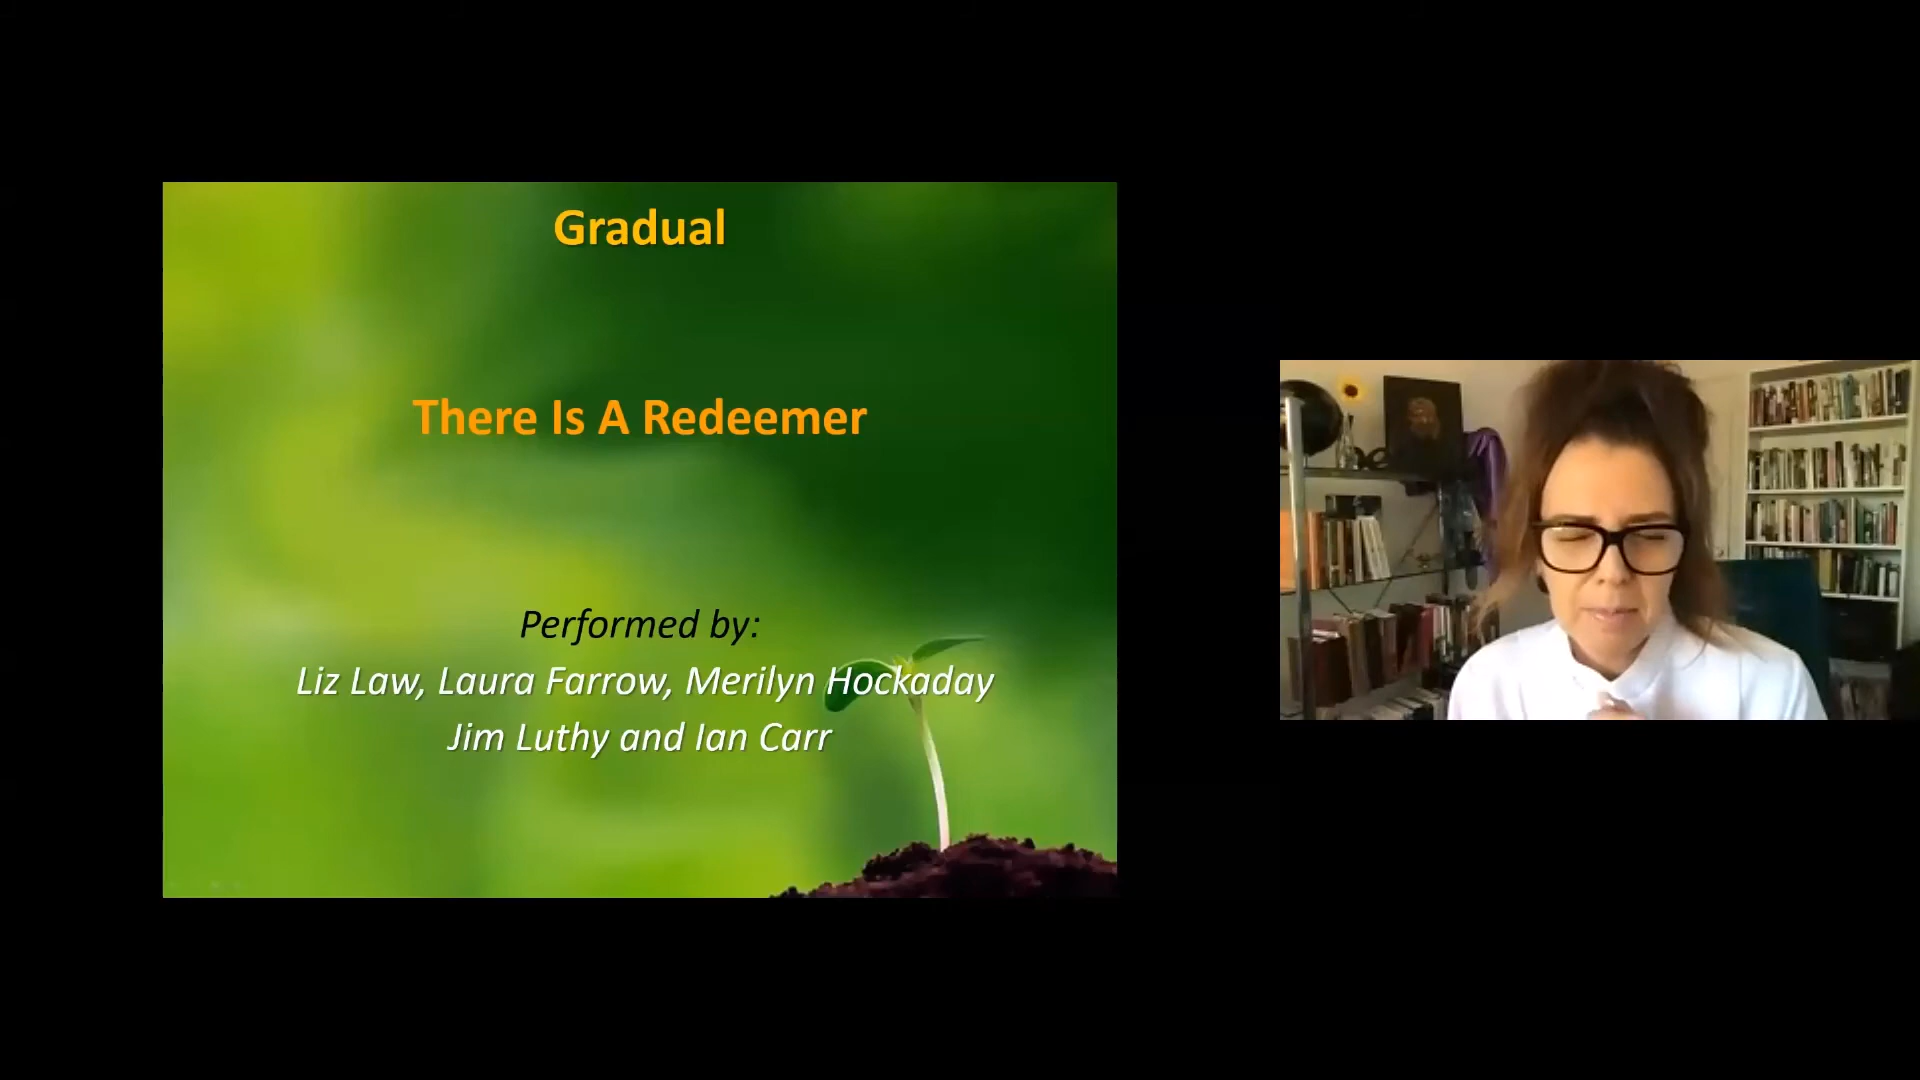 Gradual
There Is A Redeemer
Performed by:
Liz Law, Laura Farrow, Merilyn Hockaday
Jim Luthy and Ian Carr